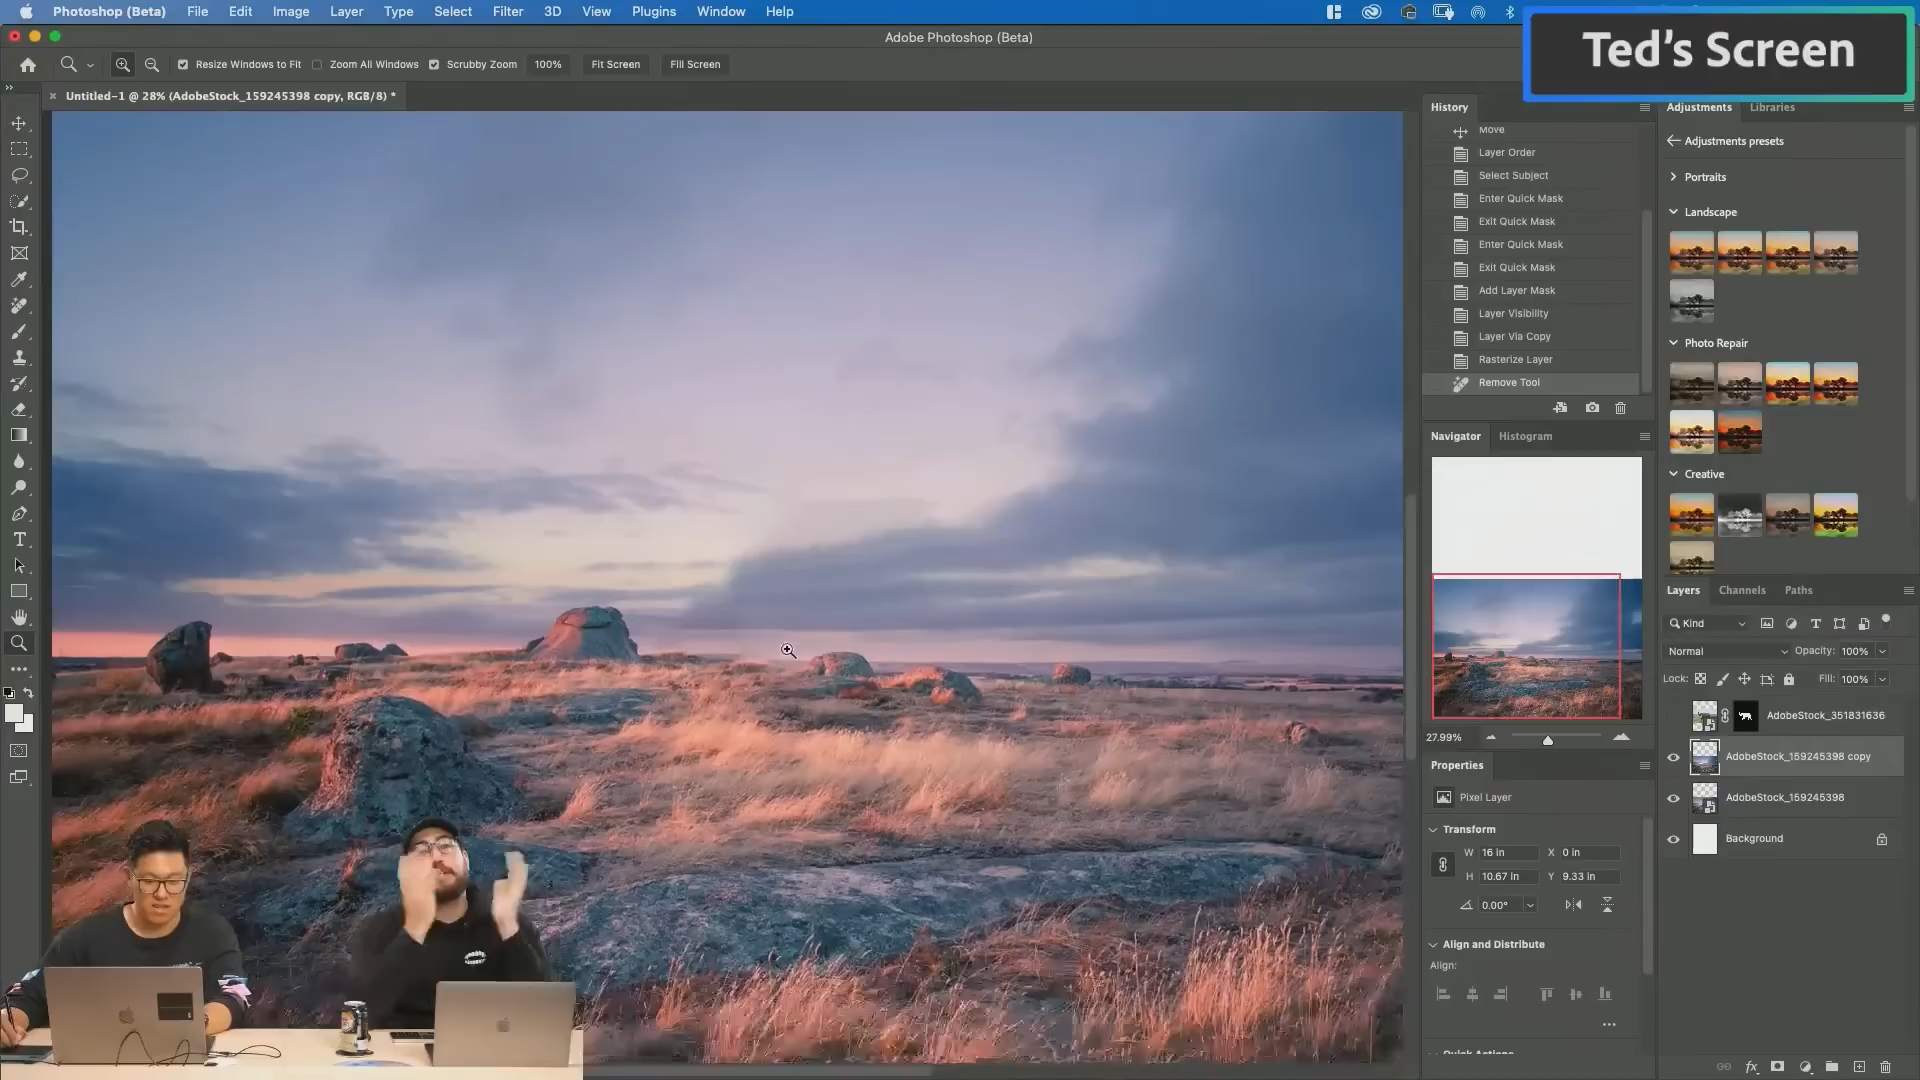 Photoshop (Beta) File Edit Image Layer Type Select Filter 3D View Plugins Window Help
Adobe Photoshop (Beta)
Ted's Screen
Resize Windows to Fit Zoom All Windows Scrubby Zoom 100% Fit Screen Fill Screen
Untitled-1 @ 28% (AdobeStock_159245398 copy, RGB/8) *
History
Move
Layer Order
Select Subject
Enter Quick Mask
Exit Quick Mask
Enter Quick Mask
Exit Quick Mask
Add Layer Mask
Layer Visibility
Layer Via Copy
Rasterize Layer
Remove Tool
Navigator Histogram
27.99%
Properties
Pixel Layer
Transform
W 16 in X 0 in
H 10.67 in Y 9.33 in
0.00°
Align and Distribute
Align:
Quick Actions
Adjustments Libraries
Adjustments presets
Portraits
Landscape
Photo Repair
Creative
Layers Channels Paths
Kind
Normal Opacity: 100%
Lock: Fill: 100%
AdobeStock_351831636
AdobeStock_159245398 copy
AdobeStock_159245398
Background
fx